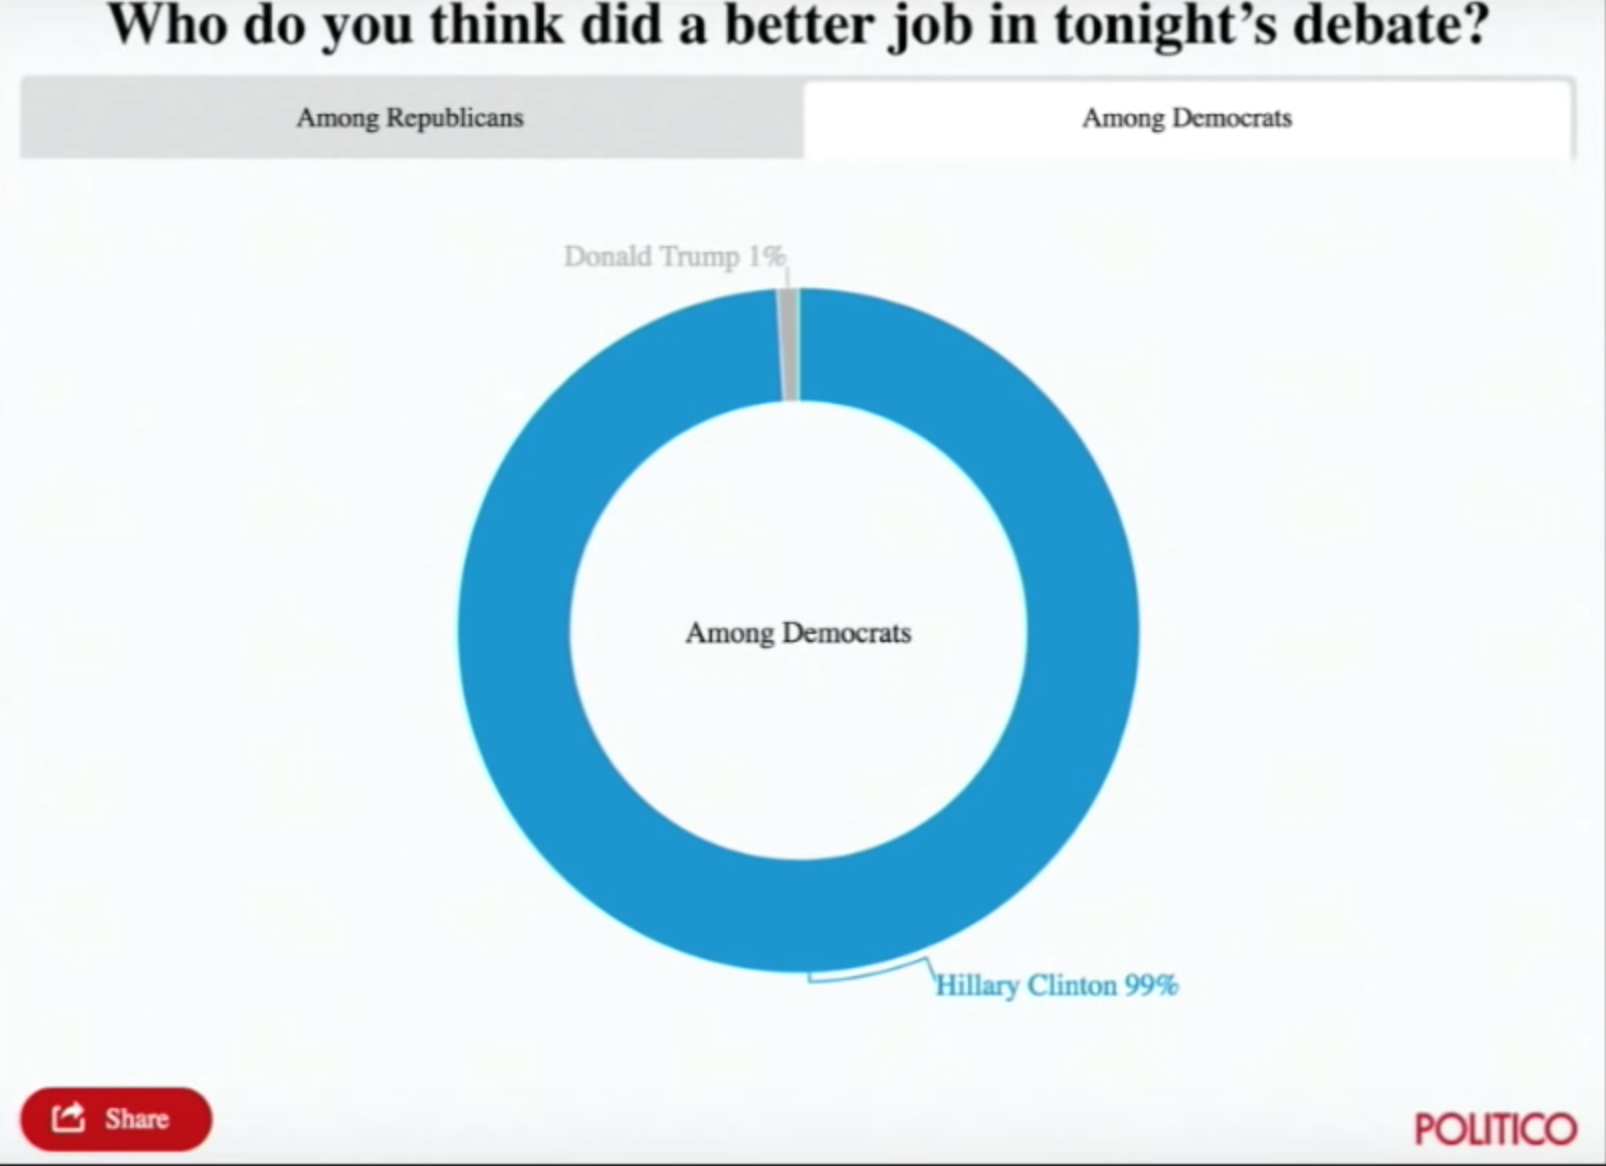 Who do you think did a better job in tonight's debate?
Among Republicans
Among Democrats
Donald Trump 1%
Among Democrats
Hillary Clinton 99%
Share
POLITICO